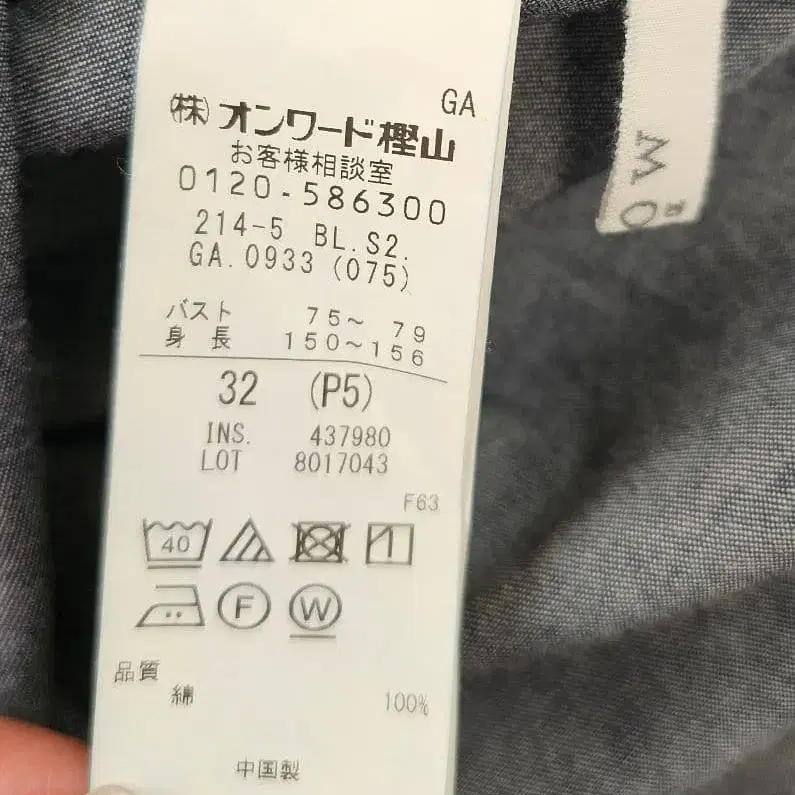 GA
㈱オンワード樫山
お客様相談室
0120-586300
214-5 BL.S2.
GA.0933 (075)
バスト 75～ 79
身長 150～156
32 (P5)
INS. 437980
LOT 8017043
F63
40
F W
品質
綿 100%
中国製